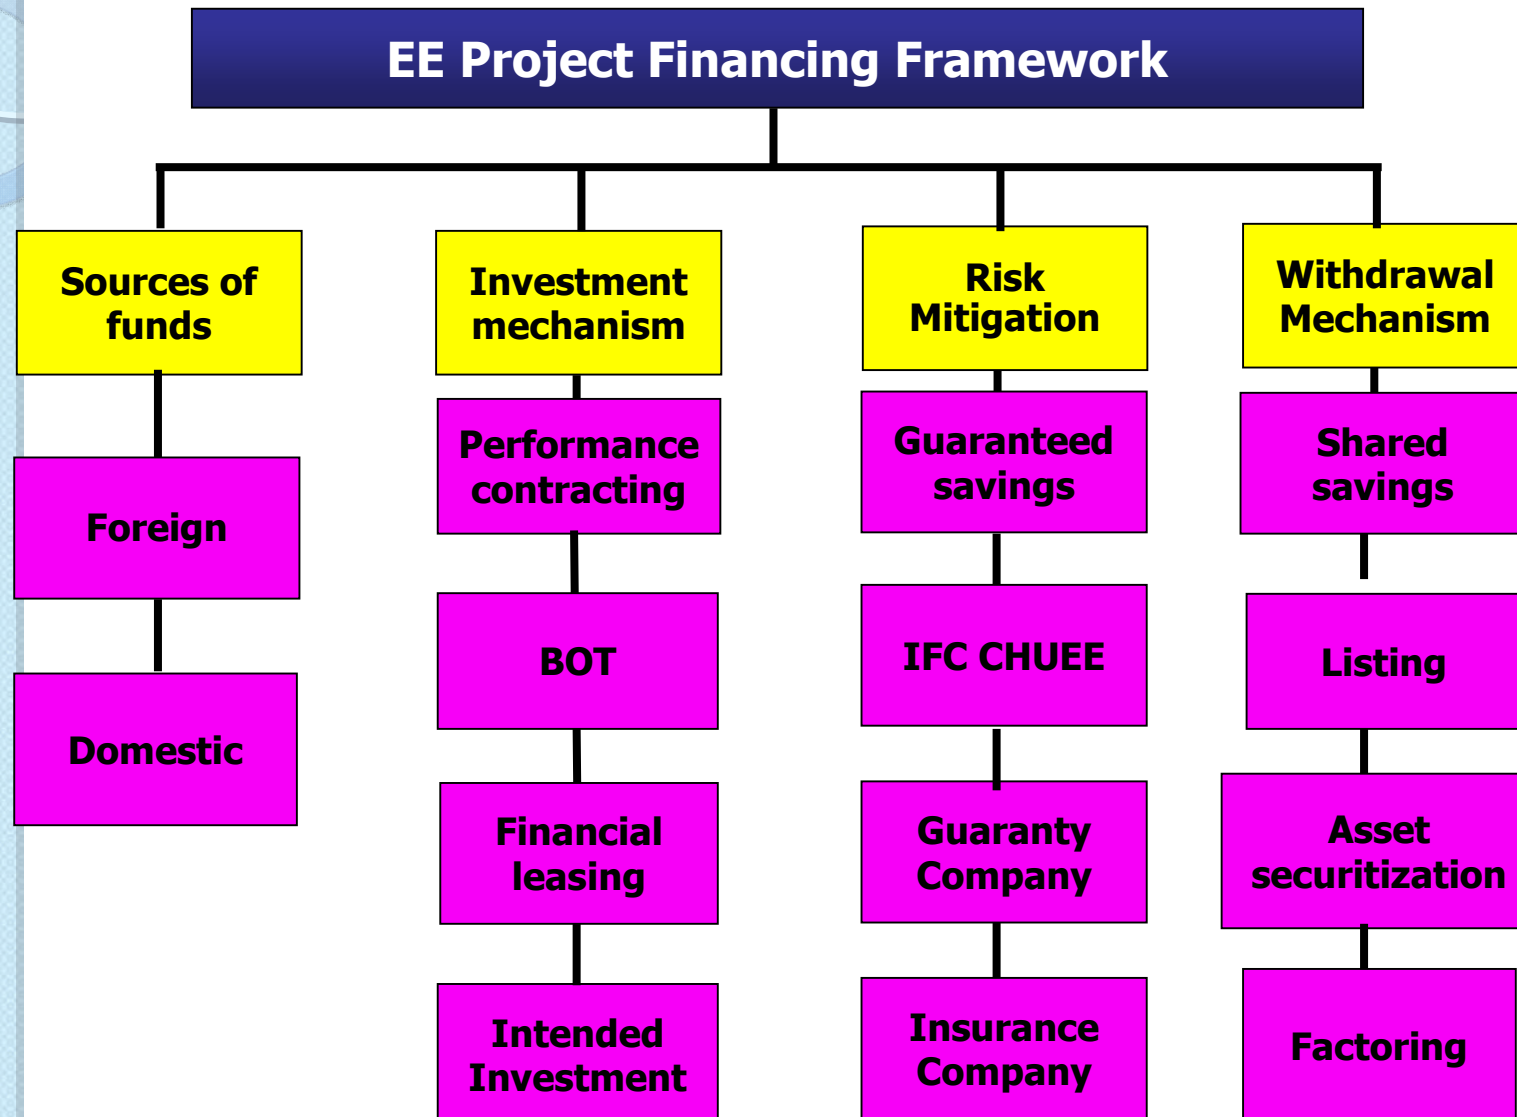 EE Project Financing Framework
Sources of
funds
Foreign
Domestic
Investment
mechanism
Performance
contracting
BOT
Financial
leasing
Intended
Investment
Risk
Mitigation
Guaranteed
savings
IFC CHUEE
Guaranty
Company
Insurance
Company
Withdrawal
Mechanism
Shared
savings
Listing
Asset
securitization
Factoring